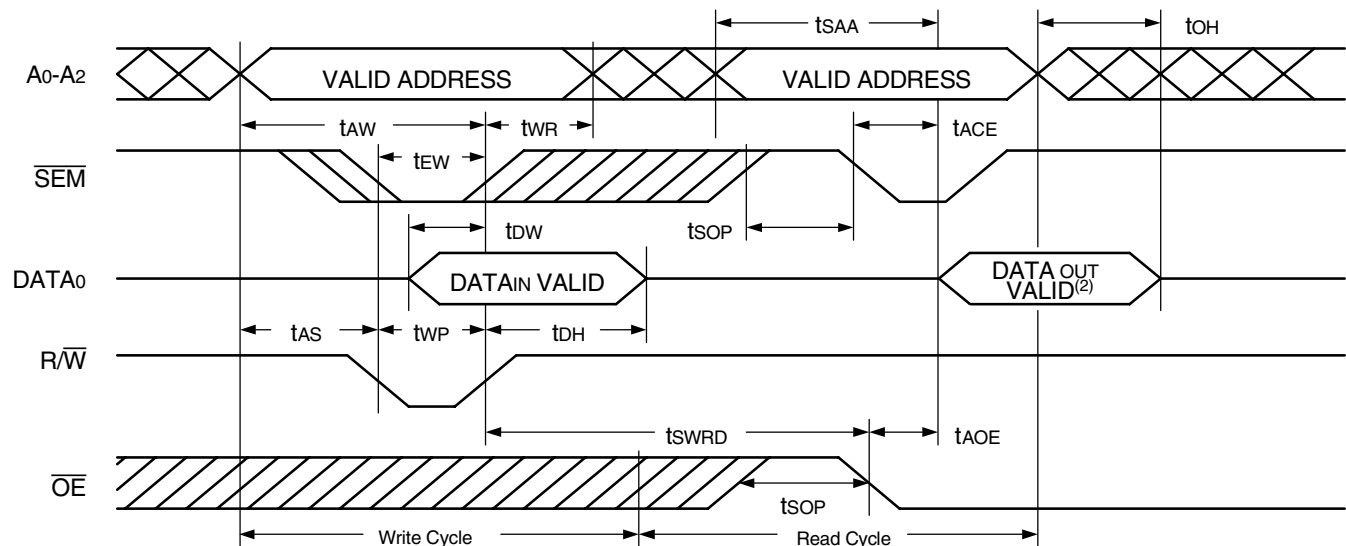 tSAA
tOH
A0-A2
VALID ADDRESS
VALID ADDRESS
tAW
tWR
tACE
tEW
SEM
tDW
tSOP
DATA0
DATAIN VALID
DATA OUT
VALID(2)
tAS
tWP
tDH
R/W
tSWRD
tAOE
OE
tSOP
Write Cycle
Read Cycle